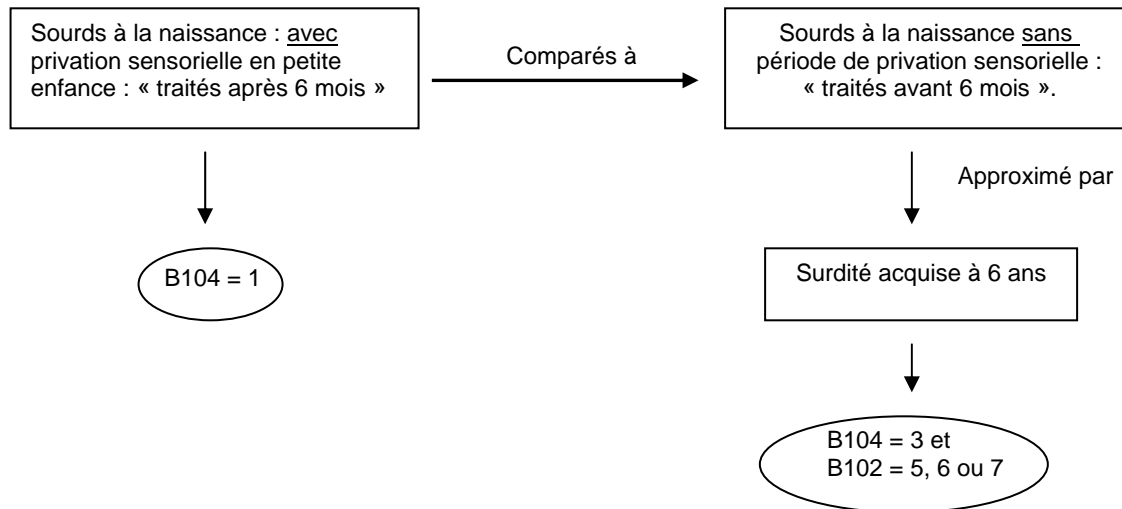 Sourds à la naissance : avec
privation sensorielle en petite
enfance : « traités après 6 mois »
Comparés à
Sourds à la naissance sans
période de privation sensorielle :
« traités avant 6 mois ».
Approximé par
B104 = 1
Surdité acquise à 6 ans
B104 = 3 et
B102 = 5, 6 ou 7